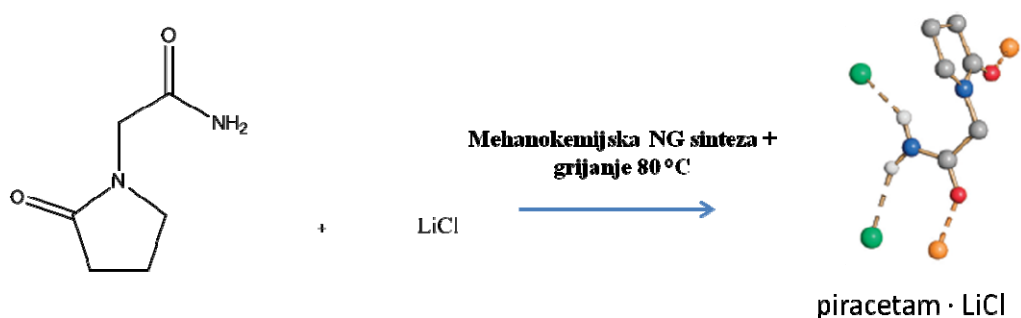 O
NH₂
N
O
+
LiCl
Mehanokemijska NG sinteza +
grijanje 80 °C
piracetam · LiCl